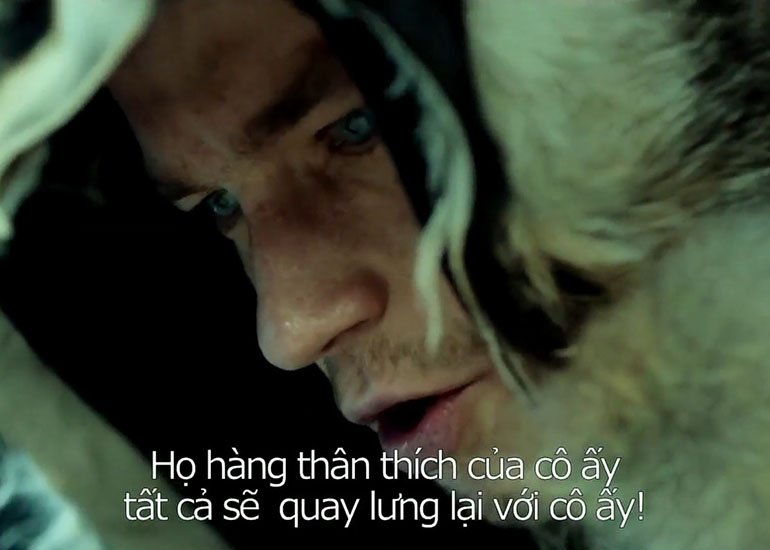 Họ hàng thân thích của cô ấy
tất cả sẽ  quay lưng lại với cô ấy!